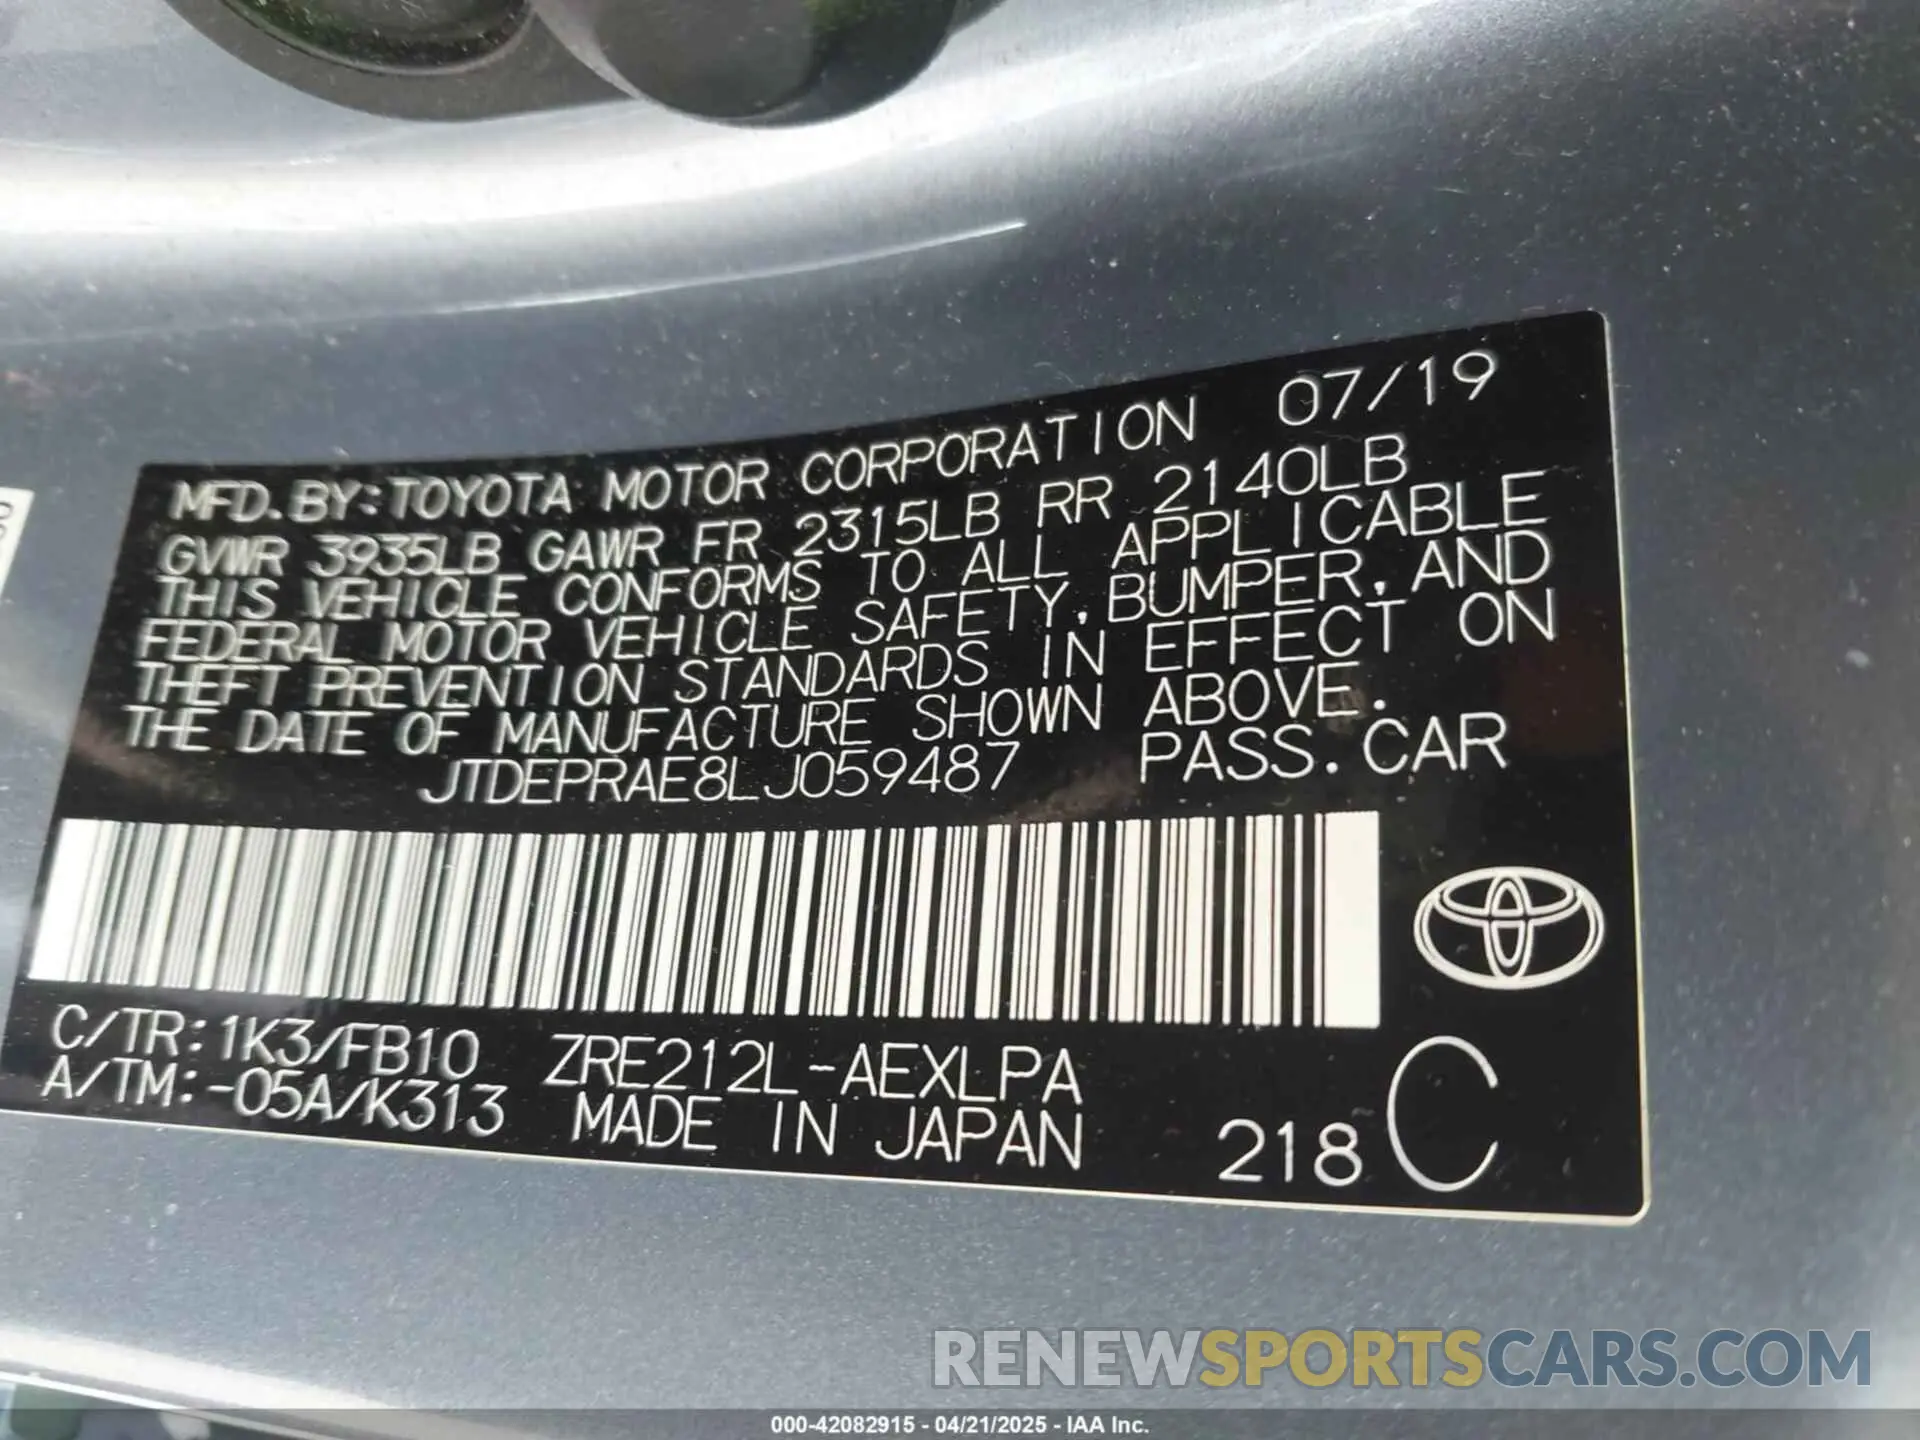 MFD.BY:TOYOTA MOTOR CORPORATION 07/19
GVWR 3935LB GAWR FR 2315LB RR 2140LB
THIS VEHICLE CONFORMS TO ALL APPLICABLE
FEDERAL MOTOR VEHICLE SAFETY,BUMPER,AND
THEFT PREVENTION STANDARDS IN EFFECT ON
THE DATE OF MANUFACTURE SHOWN ABOVE.
JTDEPRAE8LJ059487 PASS.CAR
C/TR:1K3/FB10 ZRE212L-AEXLPA
A/TM:-05A/K313 MADE IN JAPAN 218 C
RENEWSPORTSCARS.COM
000-42082915 - 04/21/2025 - IAA Inc.